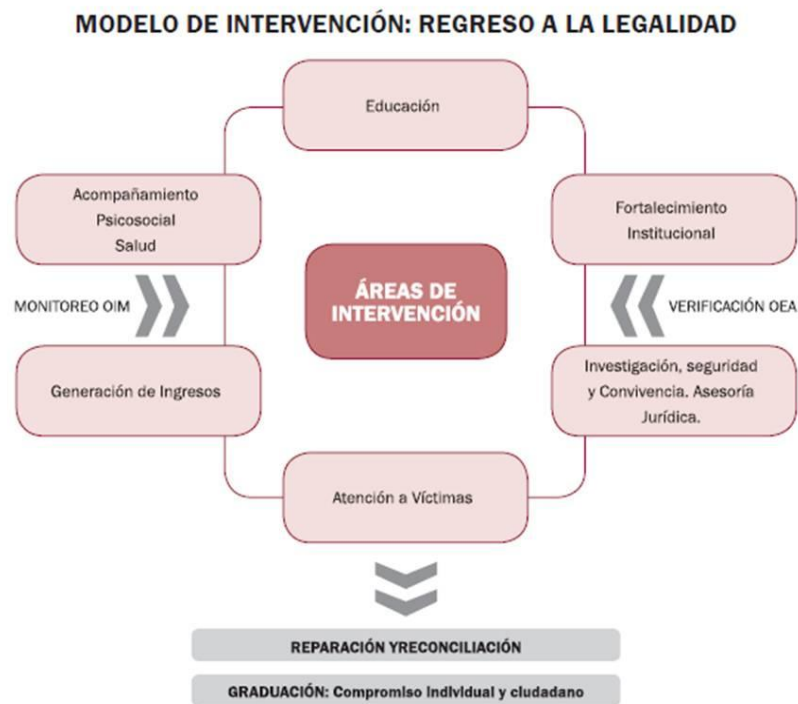 MODELO DE INTERVENCIÓN: REGRESO A LA LEGALIDAD
Educación
Acompañamiento
Psicosocial
Salud
Fortalecimiento
Institucional
ÁREAS DE
INTERVENCIÓN
MONITOREO OIM
VERIFICACIÓN OEA
Generación de Ingresos
Investigación, seguridad
y Convivencia. Asesoría
Jurídica.
Atención a Víctimas
REPARACIÓN YRECONCILIACIÓN
GRADUACIÓN: Compromiso individual y ciudadano